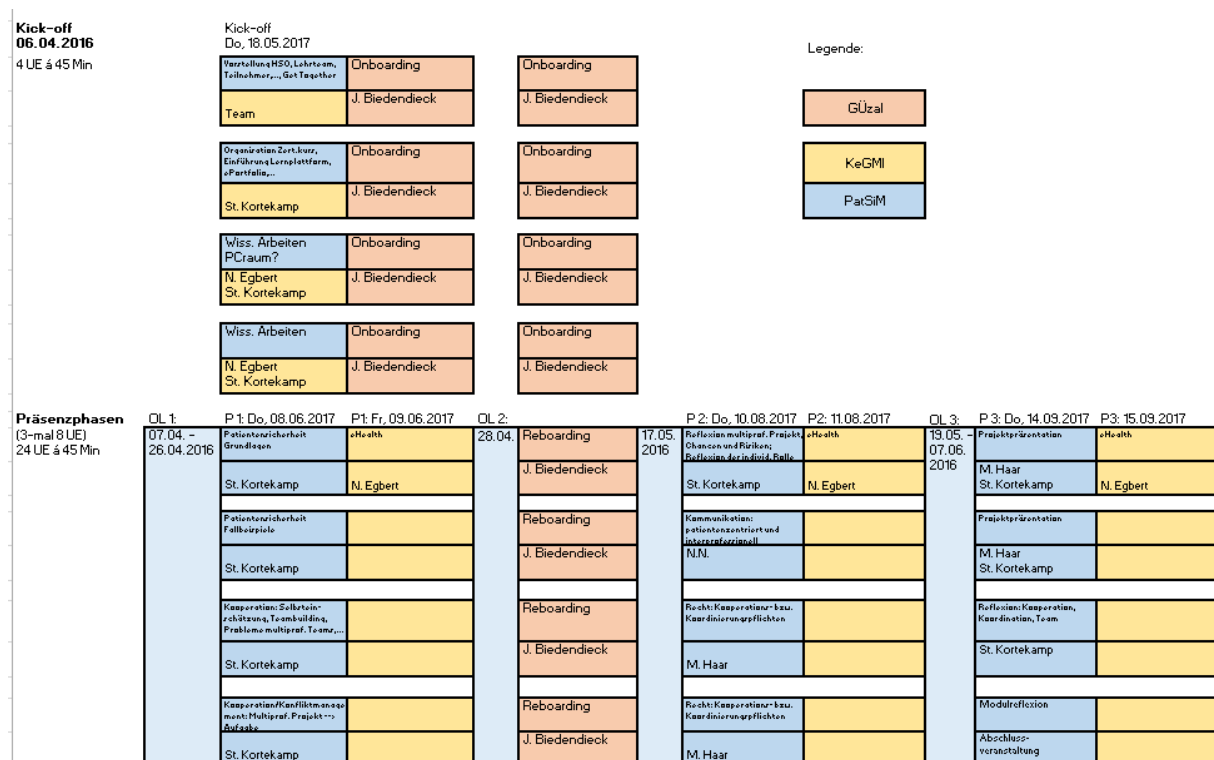 Kick-off
06.04.2016
Kick-off
Do, 18.05.2017
Legende:
4 UE á 45 Min
Vorstellung HSO, Lehrteam,
Teilnehmer,.., Get Together
Onboarding
Onboarding
Team
J. Biedendieck
J. Biedendieck
GÜzal
Organisation Zert.kurs,
Einführung Lernplattform,
ePortfolio,...
Onboarding
Onboarding
KeGMI
St. Kortekamp
J. Biedendieck
J. Biedendieck
PatSiM
Wiss. Arbeiten
PCraum?
Onboarding
Onboarding
N. Egbert
St. Kortekamp
J. Biedendieck
J. Biedendieck
Wiss. Arbeiten
Onboarding
Onboarding
N. Egbert
St. Kortekamp
J. Biedendieck
J. Biedendieck
Präsenzphasen
(3-mal 8 UE)
24 UE á 45 Min
OL 1:
P 1: Do, 08.06.2017
P1: Fr, 09.06.2017
OL 2:
P 2: Do, 10.08.2017
P2: 11.08.2017
OL 3:
P 3: Do, 14.09.2017
P3: 15.09.2017
07.04. -
26.04.2016
Patientensicherheit
Grundlagen
eHealth
28.04.
Reboarding
17.05.
2016
Reflexion multiprof. Projekt,
Chancen und Risiken;
Reflexion der individ. Rolle
eHealth
19.05. -
07.06.
2016
Projektpräsentation
eHealth
St. Kortekamp
N. Egbert
J. Biedendieck
St. Kortekamp
N. Egbert
M. Haar
St. Kortekamp
N. Egbert
Patientensicherheit
Fallbeispiele
Reboarding
Kommunikation:
patientenzentriert und
interprofessionell
Projektpräsentation
St. Kortekamp
J. Biedendieck
N.N.
M. Haar
St. Kortekamp
Kooperation: Selbstein-
schätzung, Teambuilding,
Probleme multiprof. Teams,...
Reboarding
Recht: Kooperations- bzw.
Koordinierungspflichten
Reflexion: Kooperation,
Koordination, Team
St. Kortekamp
J. Biedendieck
M. Haar
St. Kortekamp
Kooperation/Konfliktmanage
ment: Multiprof. Projekt -->
Aufgabe
Reboarding
Recht: Kooperations- bzw.
Koordinierungspflichten
Modulreflexion
St. Kortekamp
J. Biedendieck
M. Haar
Abschluss-
veranstaltung